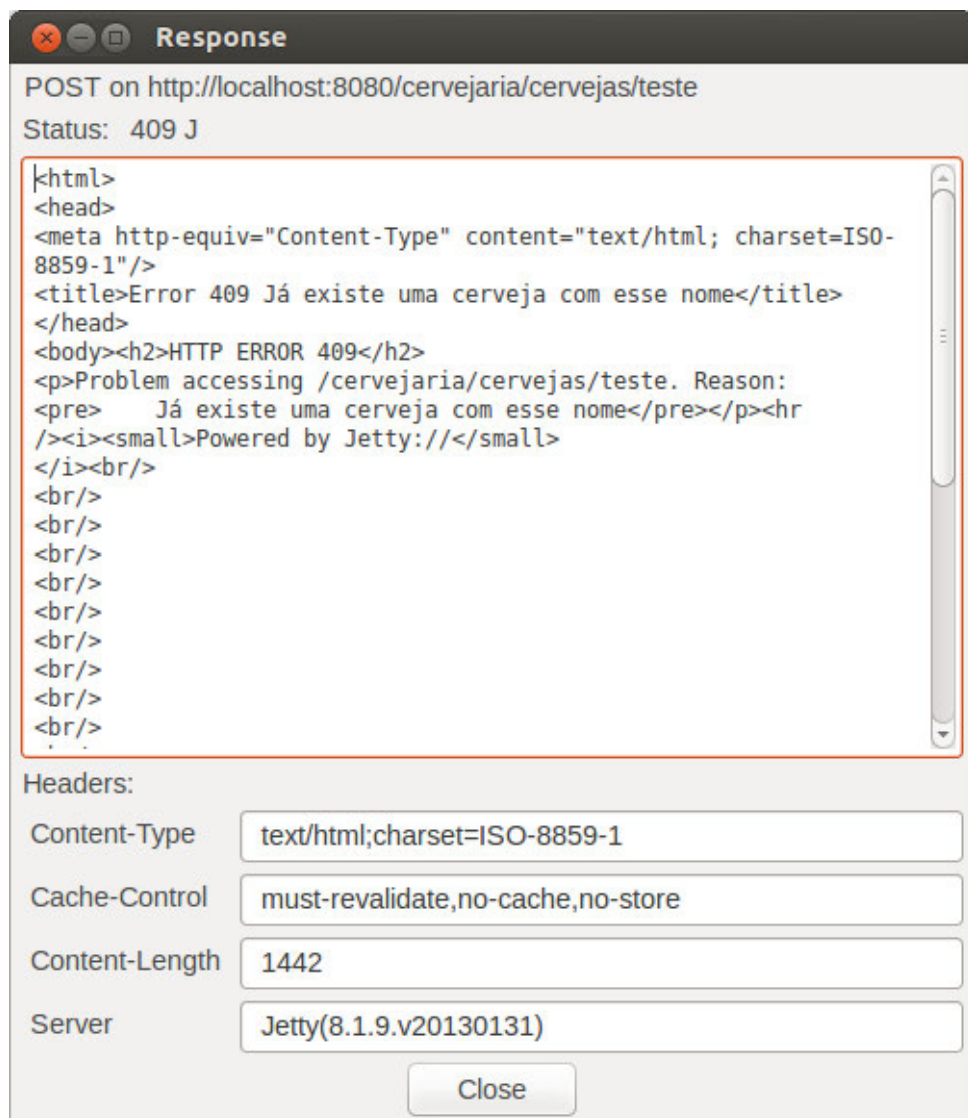 Response
POST on http://localhost:8080/cervejaria/cervejas/teste
Status: 409 J
<html>
<head>
<meta http-equiv="Content-Type" content="text/html; charset=ISO-
8859-1"/>
<title>Error 409 Já existe uma cerveja com esse nome</title>
</head>
<body><h2>HTTP ERROR 409</h2>
<p>Problem accessing /cervejaria/cervejas/teste. Reason:
<pre>    Já existe uma cerveja com esse nome</pre></p><hr
/><i><small>Powered by Jetty://</small>
</i><br/>
<br/>
<br/>
<br/>
<br/>
<br/>
<br/>
<br/>
<br/>
<br/>
Headers:
Content-Type text/html;charset=ISO-8859-1
Cache-Control must-revalidate,no-cache,no-store
Content-Length 1442
Server Jetty(8.1.9.v20130131)
Close